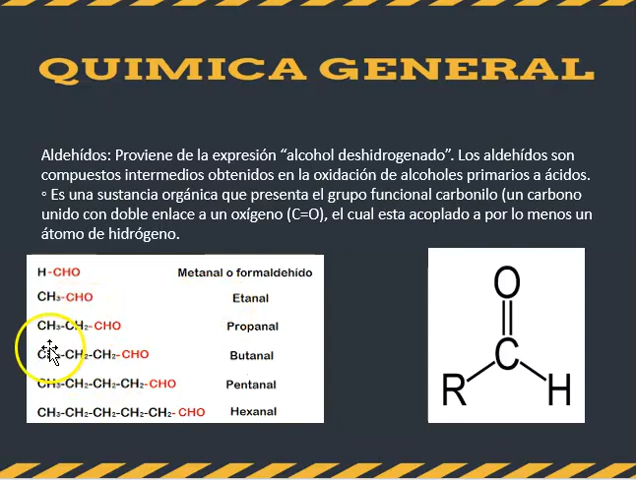 QUIMICA GENERAL
Aldehídos: Proviene de la expresión “alcohol deshidrogenado”. Los aldehídos son
compuestos intermedios obtenidos en la oxidación de alcoholes primarios a ácidos.
◦ Es una sustancia orgánica que presenta el grupo funcional carbonilo (un carbono
unido con doble enlace a un oxígeno (C=O), el cual esta acoplado a por lo menos un
átomo de hidrógeno.
H-CHO Metanal o formaldehído
CH₃-CHO Etanal
CH₃-CH₂-CHO Propanal
CH₃-CH₂-CH₂-CHO Butanal
CH₃-CH₂-CH₂-CH₂-CHO Pentanal
CH₃-CH₂-CH₂-CH₂-CH₂-CHO Hexanal
O
C
R H